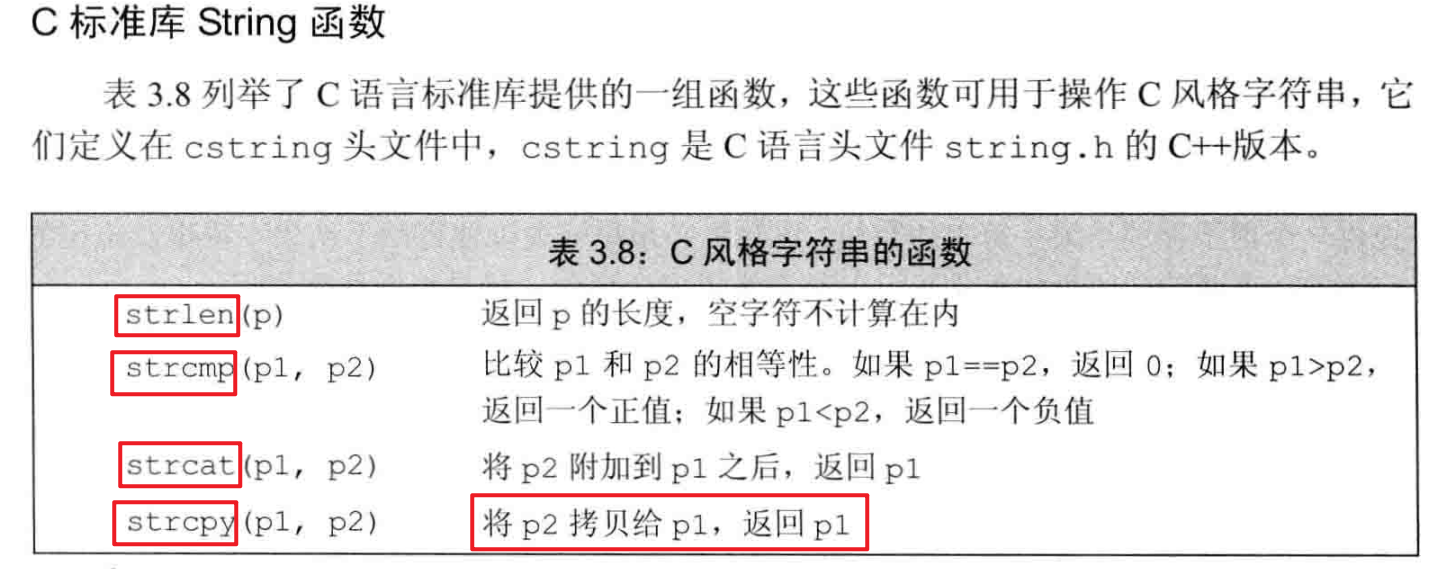 C 标准库 String 函数
表 3.8 列举了 C 语言标准库提供的一组函数，这些函数可用于操作 C 风格字符串，它
们定义在 cstring 头文件中，cstring 是 C 语言头文件 string.h 的 C++版本。
表 3.8：C 风格字符串的函数
strlen(p) 返回 p 的长度，空字符不计算在内
strcmp(p1, p2) 比较 p1 和 p2 的相等性。如果 p1==p2，返回 0；如果 p1>p2，
返回一个正值；如果 p1<p2，返回一个负值
strcat(p1, p2) 将 p2 附加到 p1 之后，返回 p1
strcpy(p1, p2) 将 p2 拷贝给 p1，返回 p1